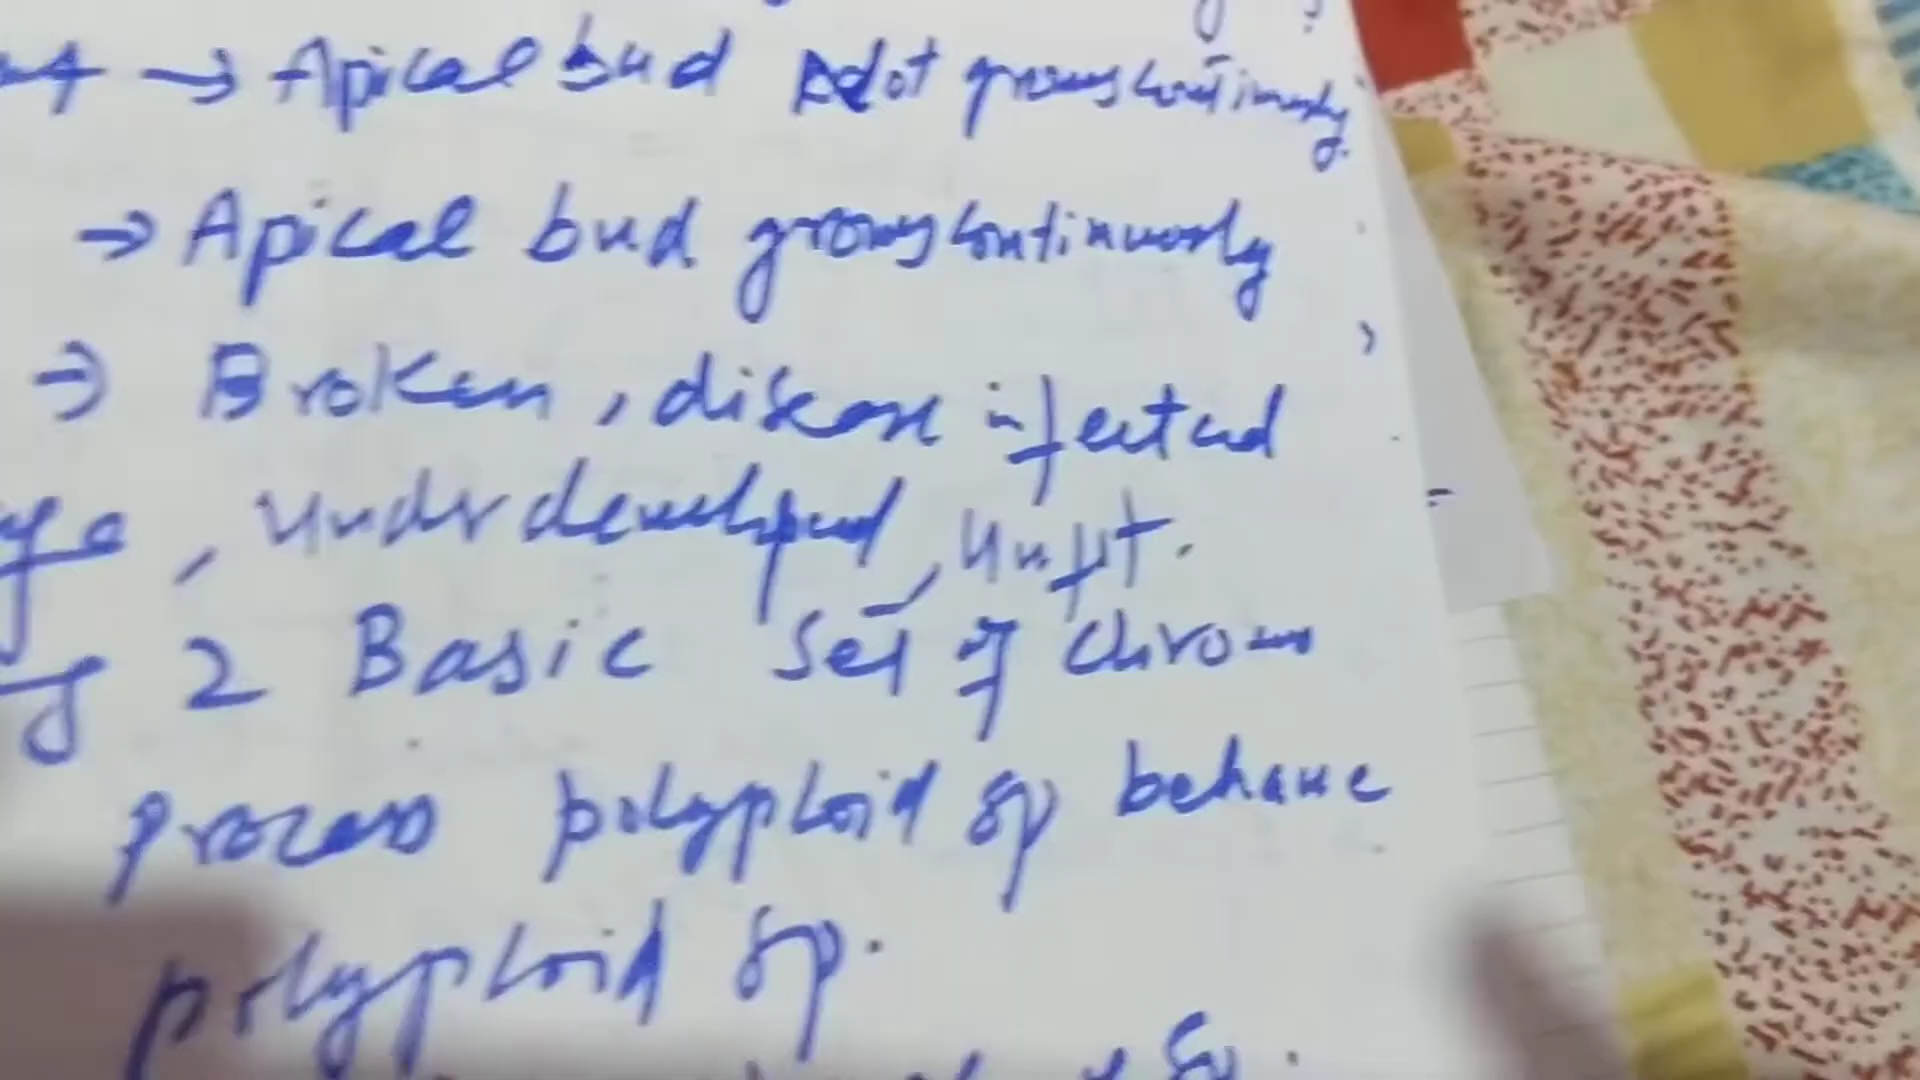 → Apical bud Not grows continuously.
→ Apical bud grows continuously
→ Broken, disease infected
, Underdeveloped, Unfit.
2 Basic Set of Chrom
process polyploid sp behave
polyploid sp.